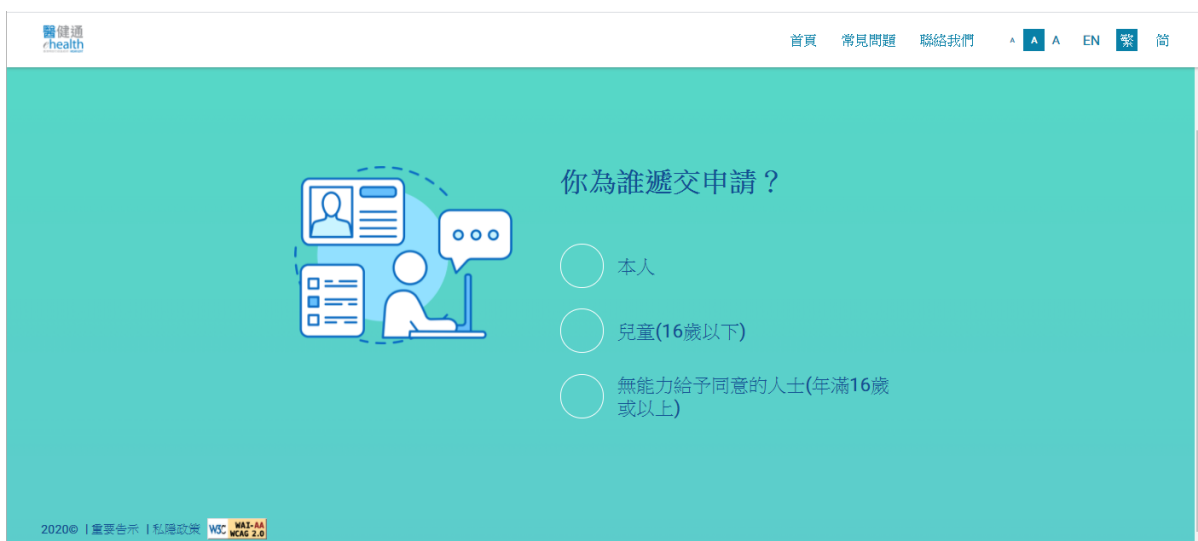 醫健通
ehealth
首頁 常見問題 聯絡我們 A A A EN 繁 简
你為誰遞交申請？
本人
兒童(16歲以下)
無能力給予同意的人士(年滿16歲
或以上)
2020© |重要告示 |私隱政策 W3C WAI-AA
WCAG 2.0